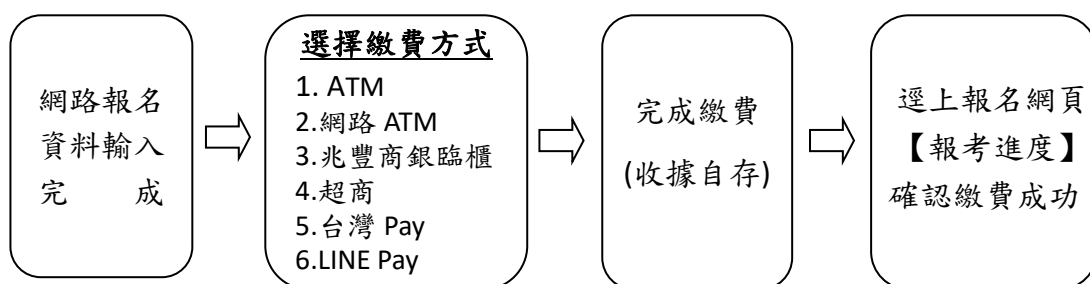 網路報名
資料輸入
完　　成
選擇繳費方式
1. ATM
2.網路 ATM
3.兆豐商銀臨櫃
4.超商
5.台灣 Pay
6.LINE Pay
完成繳費
(收據自存)
逕上報名網頁
【報考進度】
確認繳費成功